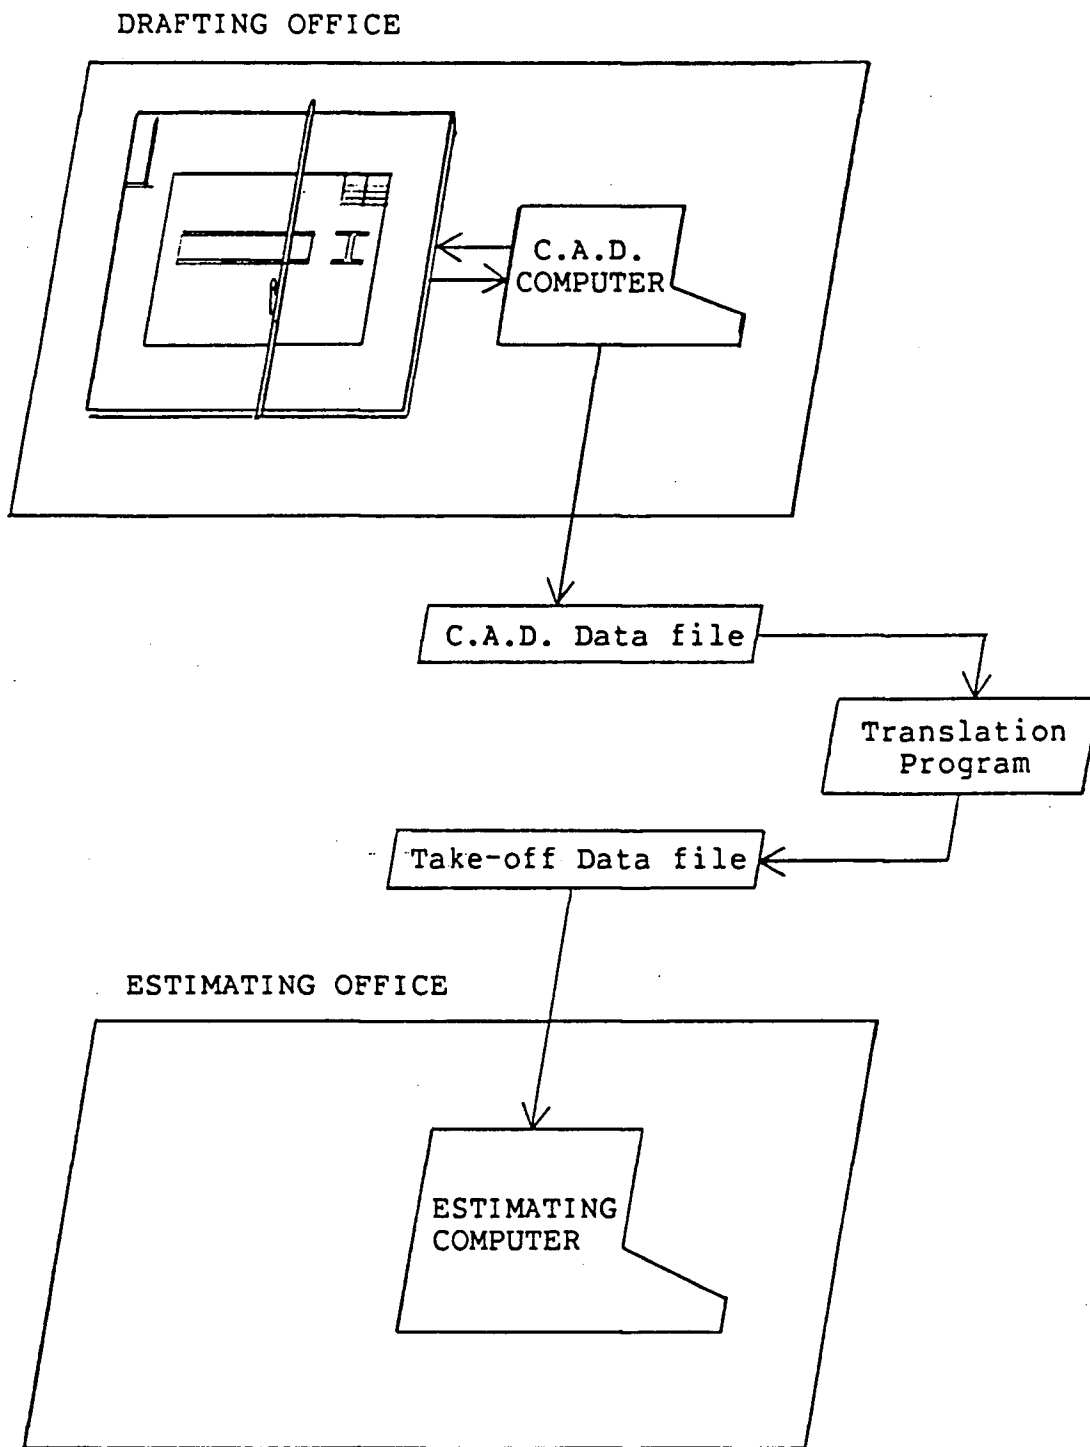 DRAFTING OFFICE
C.A.D.
COMPUTER
C.A.D. Data file
Translation
Program
Take-off Data file
ESTIMATING OFFICE
ESTIMATING
COMPUTER